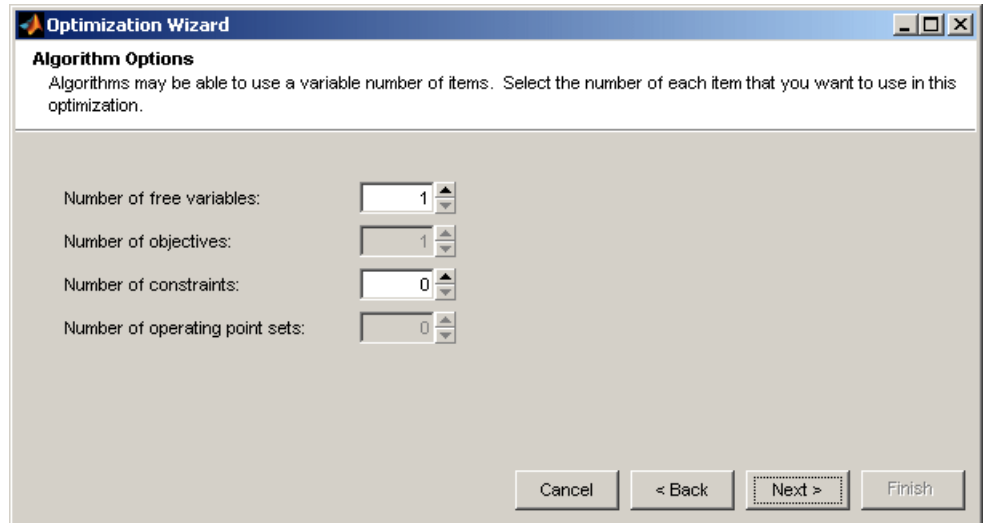 Optimization Wizard
Algorithm Options
Algorithms may be able to use a variable number of items. Select the number of each item that you want to use in this
optimization.
Number of free variables: 1
Number of objectives: 1
Number of constraints: 0
Number of operating point sets: 0
Cancel < Back Next > Finish